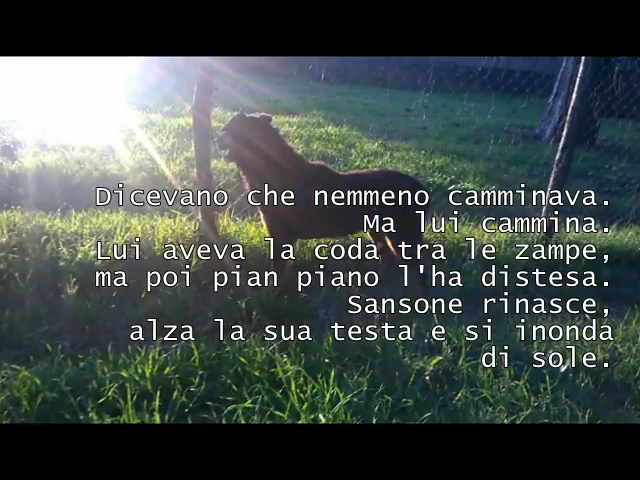 Dicevano che nemmeno camminava.
Ma lui cammina.
Lui aveva la coda tra le zampe,
ma poi pian piano l'ha distesa.
Sansone rinasce,
alza la sua testa e si inonda
di sole.